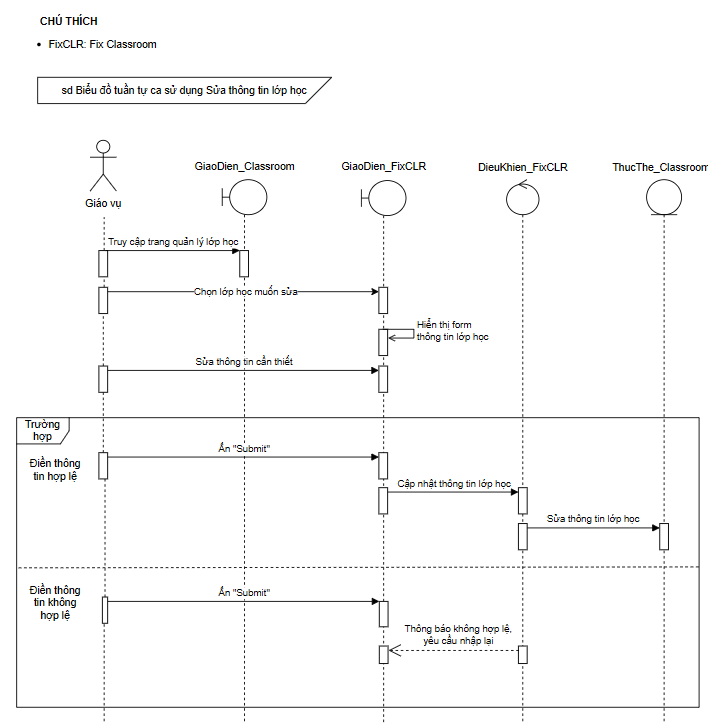 CHÚ THÍCH
• FixCLR: Fix Classroom
sd Biểu đồ tuần tự ca sử dụng Sửa thông tin lớp học
GiaoDien_Classroom
GiaoDien_FixCLR
DieuKhien_FixCLR
ThucThe_Classroom
Giáo vụ
Truy cập trang quản lý lớp học
Chọn lớp học muốn sửa
Hiển thị form
thông tin lớp học
Sửa thông tin cần thiết
Trường
hợp
Điền thông
tin hợp lệ
Ấn "Submit"
Cập nhật thông tin lớp học
Sửa thông tin lớp học
Điền thông
tin không
hợp lệ
Ấn "Submit"
Thông báo không hợp lệ,
yêu cầu nhập lại